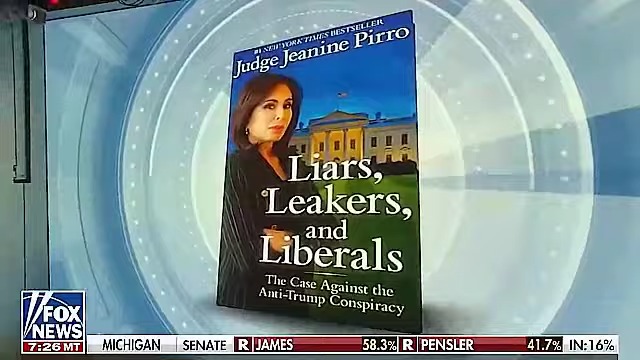 #1 NEW YORK TIMES BESTSELLER
Judge Jeanine Pirro
Liars,
Leakers,
and
Liberals
The Case Against the
Anti-Trump Conspiracy
FOX
NEWS
7:26 MT
MICHIGAN SENATE R JAMES 58.3% R PENSLER 41.7% IN:16%